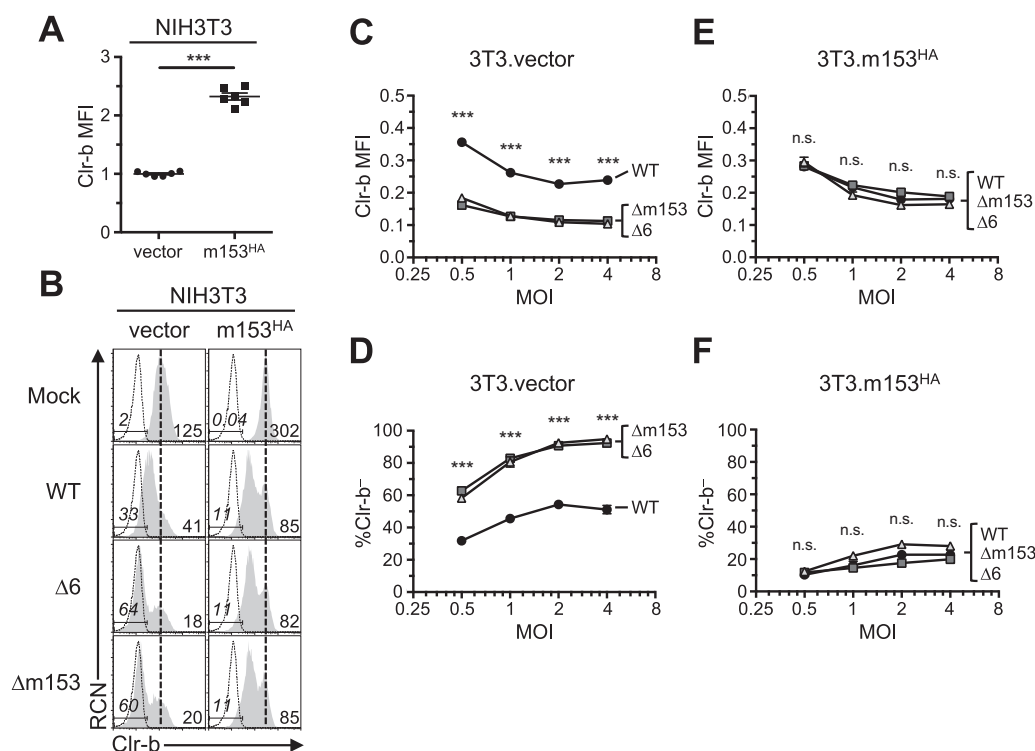 A
NIH3T3
***
Clr-b MFI
3
2
1
0
vector
m153ᴴᴬ
B
NIH3T3
vector
m153ᴴᴬ
Mock
2
125
0.04
302
WT
33
41
11
85
Δ6
64
18
11
82
Δm153
60
20
11
85
RCN
Clr-b
C
3T3.vector
Clr-b MFI
0.5
0.4
0.3
0.2
0.1
0.0
***
***
***
***
WT
Δm153
Δ6
0.25
0.5
1
2
4
8
MOI
D
3T3.vector
%Clr-b⁻
100
80
60
40
20
0
***
***
***
***
Δm153
Δ6
WT
0.25
0.5
1
2
4
8
MOI
E
3T3.m153ᴴᴬ
Clr-b MFI
0.5
0.4
0.3
0.2
0.1
0.0
n.s.
n.s.
n.s.
n.s.
WT
Δm153
Δ6
0.25
0.5
1
2
4
8
MOI
F
3T3.m153ᴴᴬ
%Clr-b⁻
100
80
60
40
20
0
n.s.
n.s.
n.s.
n.s.
WT
Δm153
Δ6
0.25
0.5
1
2
4
8
MOI